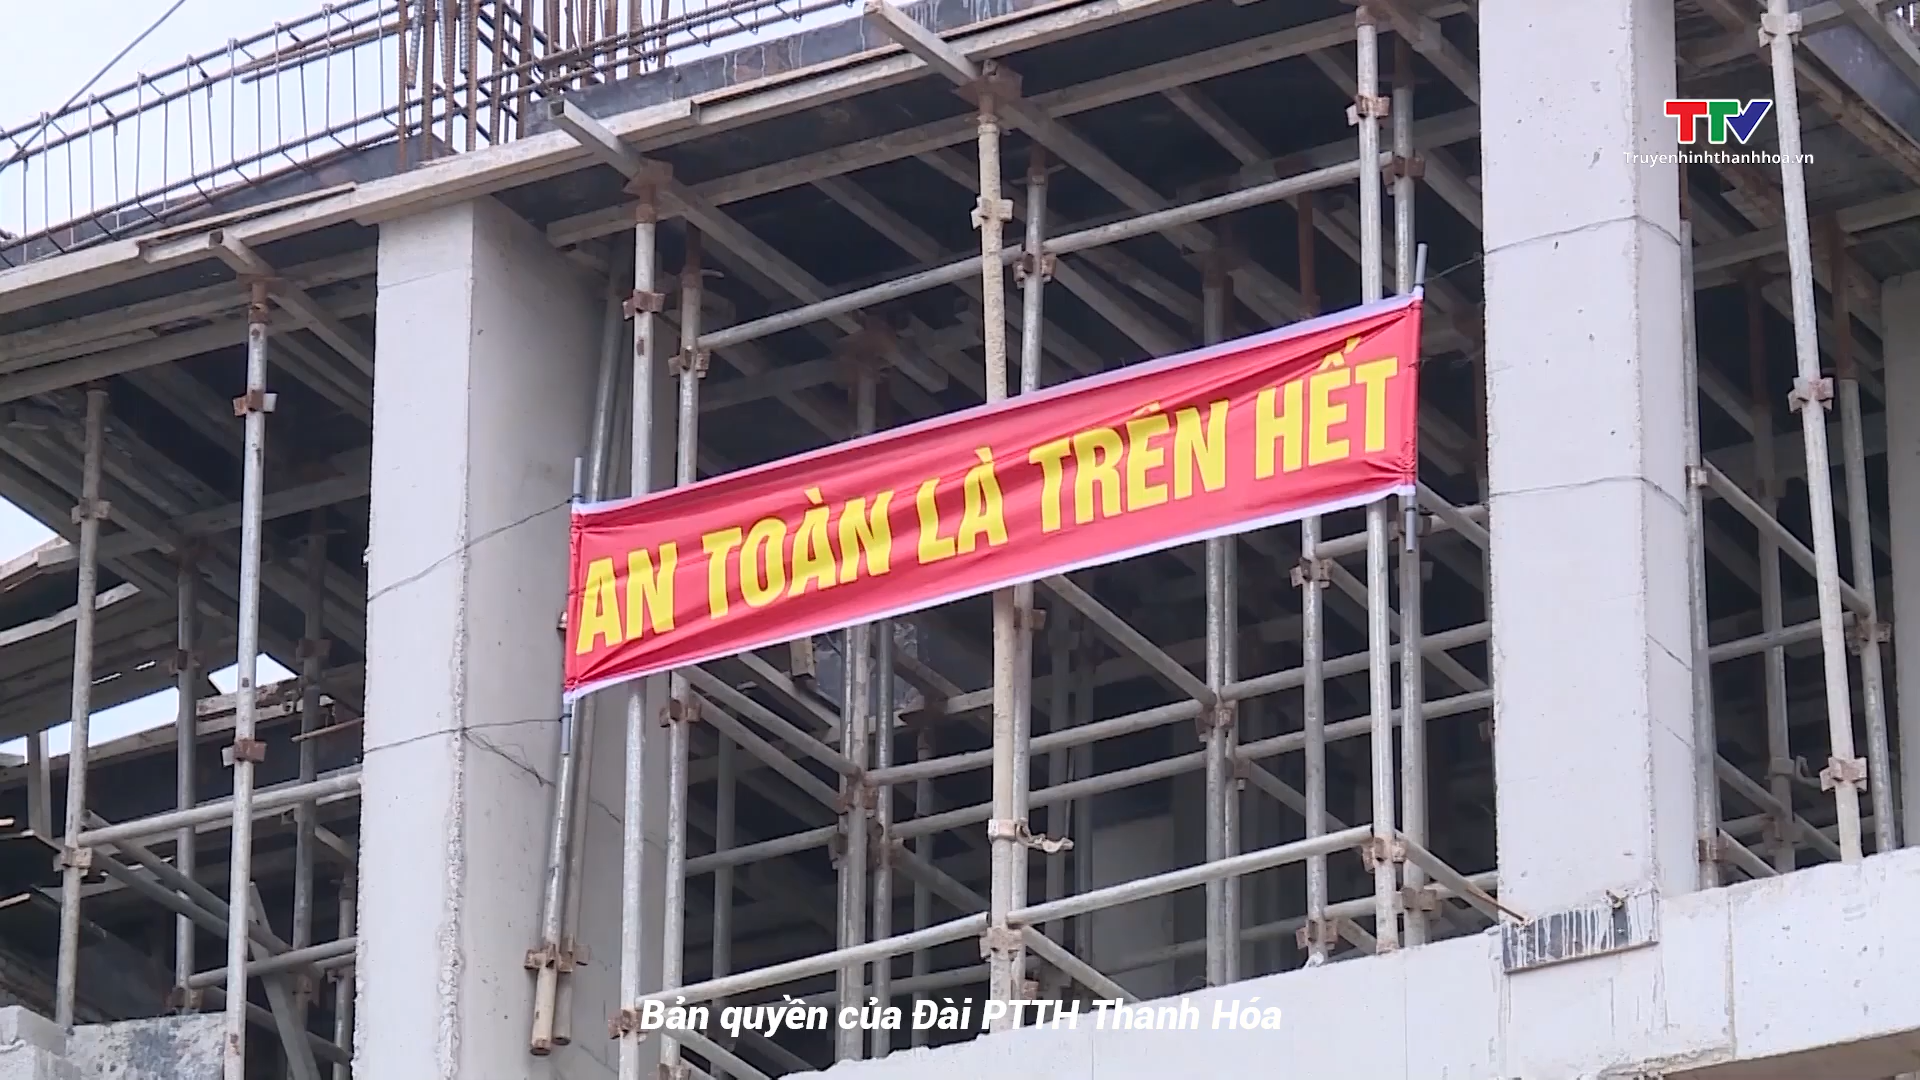 TTV
Truyenhinhthanhhoa.vn
AN TOÀN LÀ TRÊN HẾT
Bản quyền của Đài PTTH Thanh Hóa